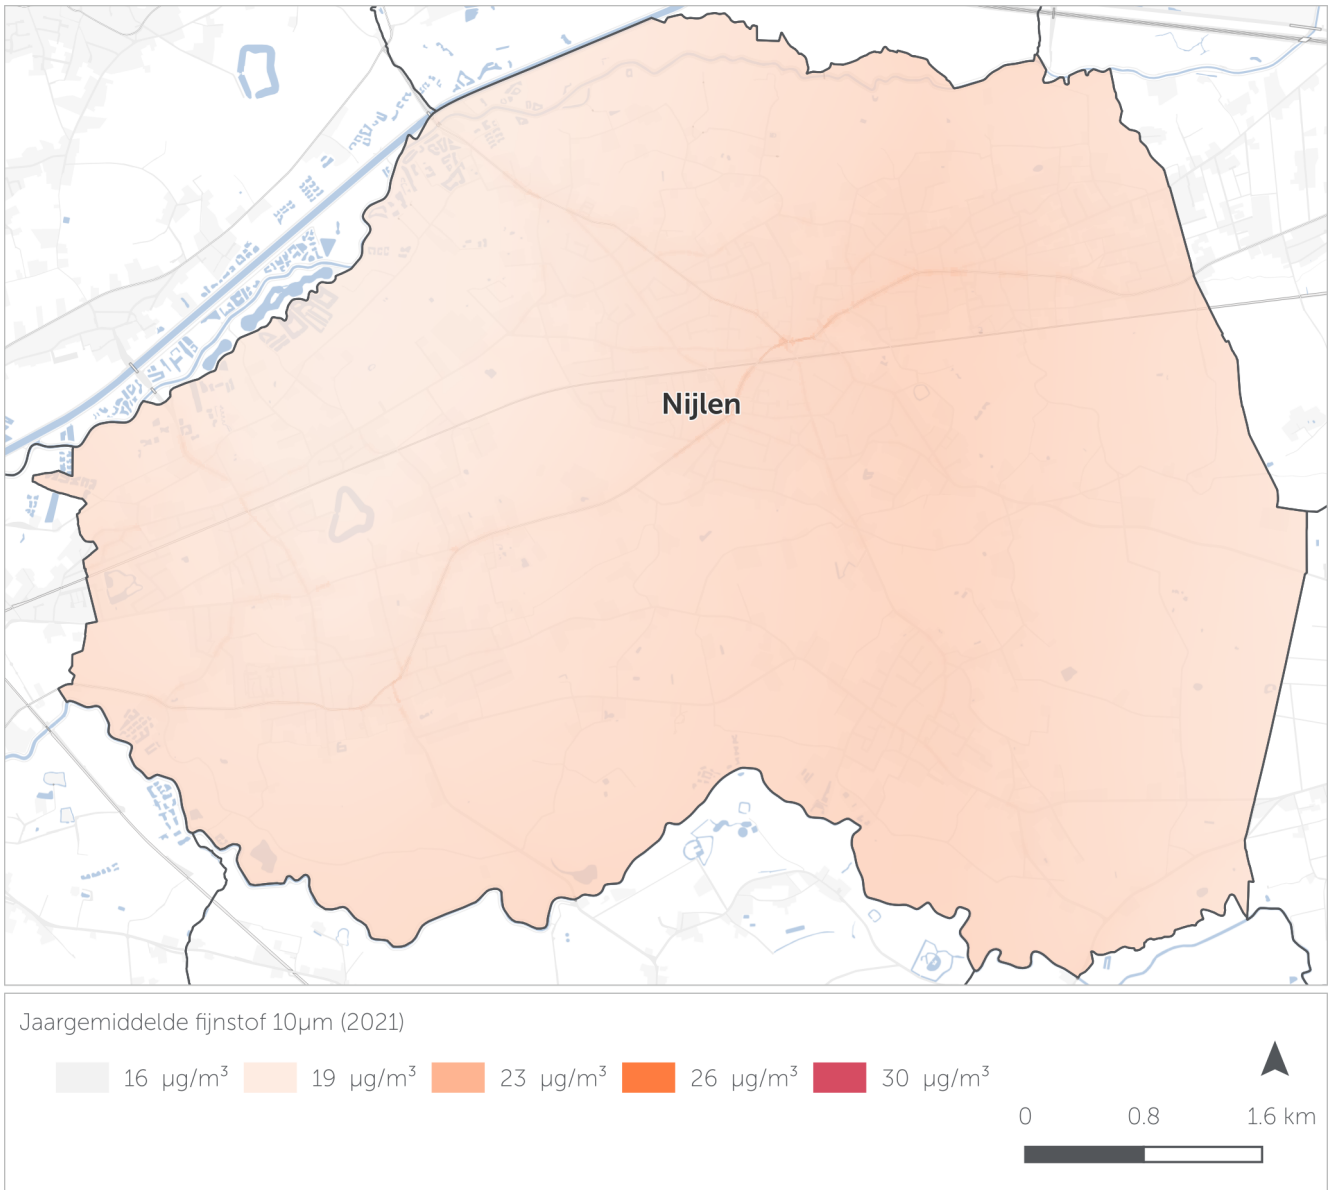 Nijlen
Jaargemiddelde fijnstof 10µm (2021)
16 µg/m³ 19 µg/m³ 23 µg/m³ 26 µg/m³ 30 µg/m³
0 0.8 1.6 km